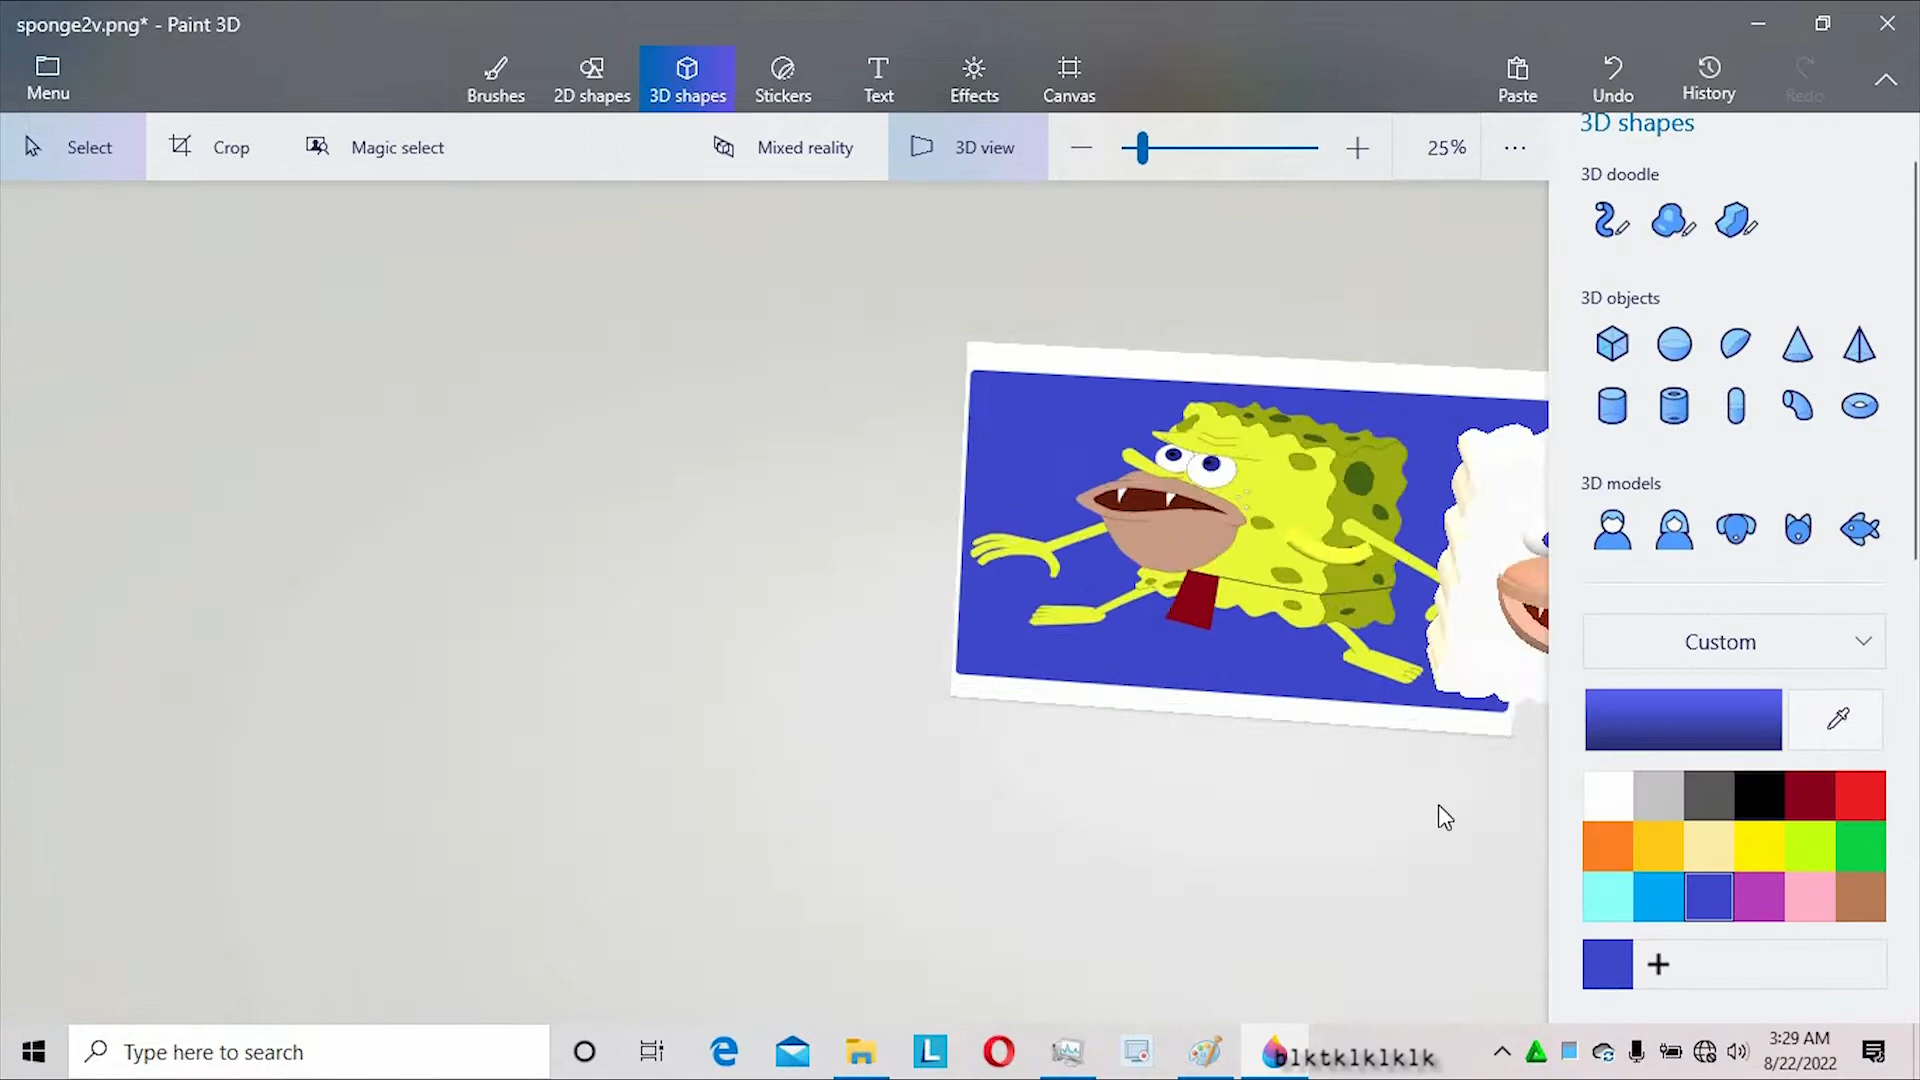 sponge2v.png* - Paint 3D
Menu
Brushes
2D shapes
3D shapes
Stickers
Text
Effects
Canvas
Paste
Undo
History
Redo
Select
Crop
Magic select
Mixed reality
3D view
25%
3D shapes
3D doodle
3D objects
3D models
Custom
Type here to search
blktklklklk
3:29 AM
8/22/2022